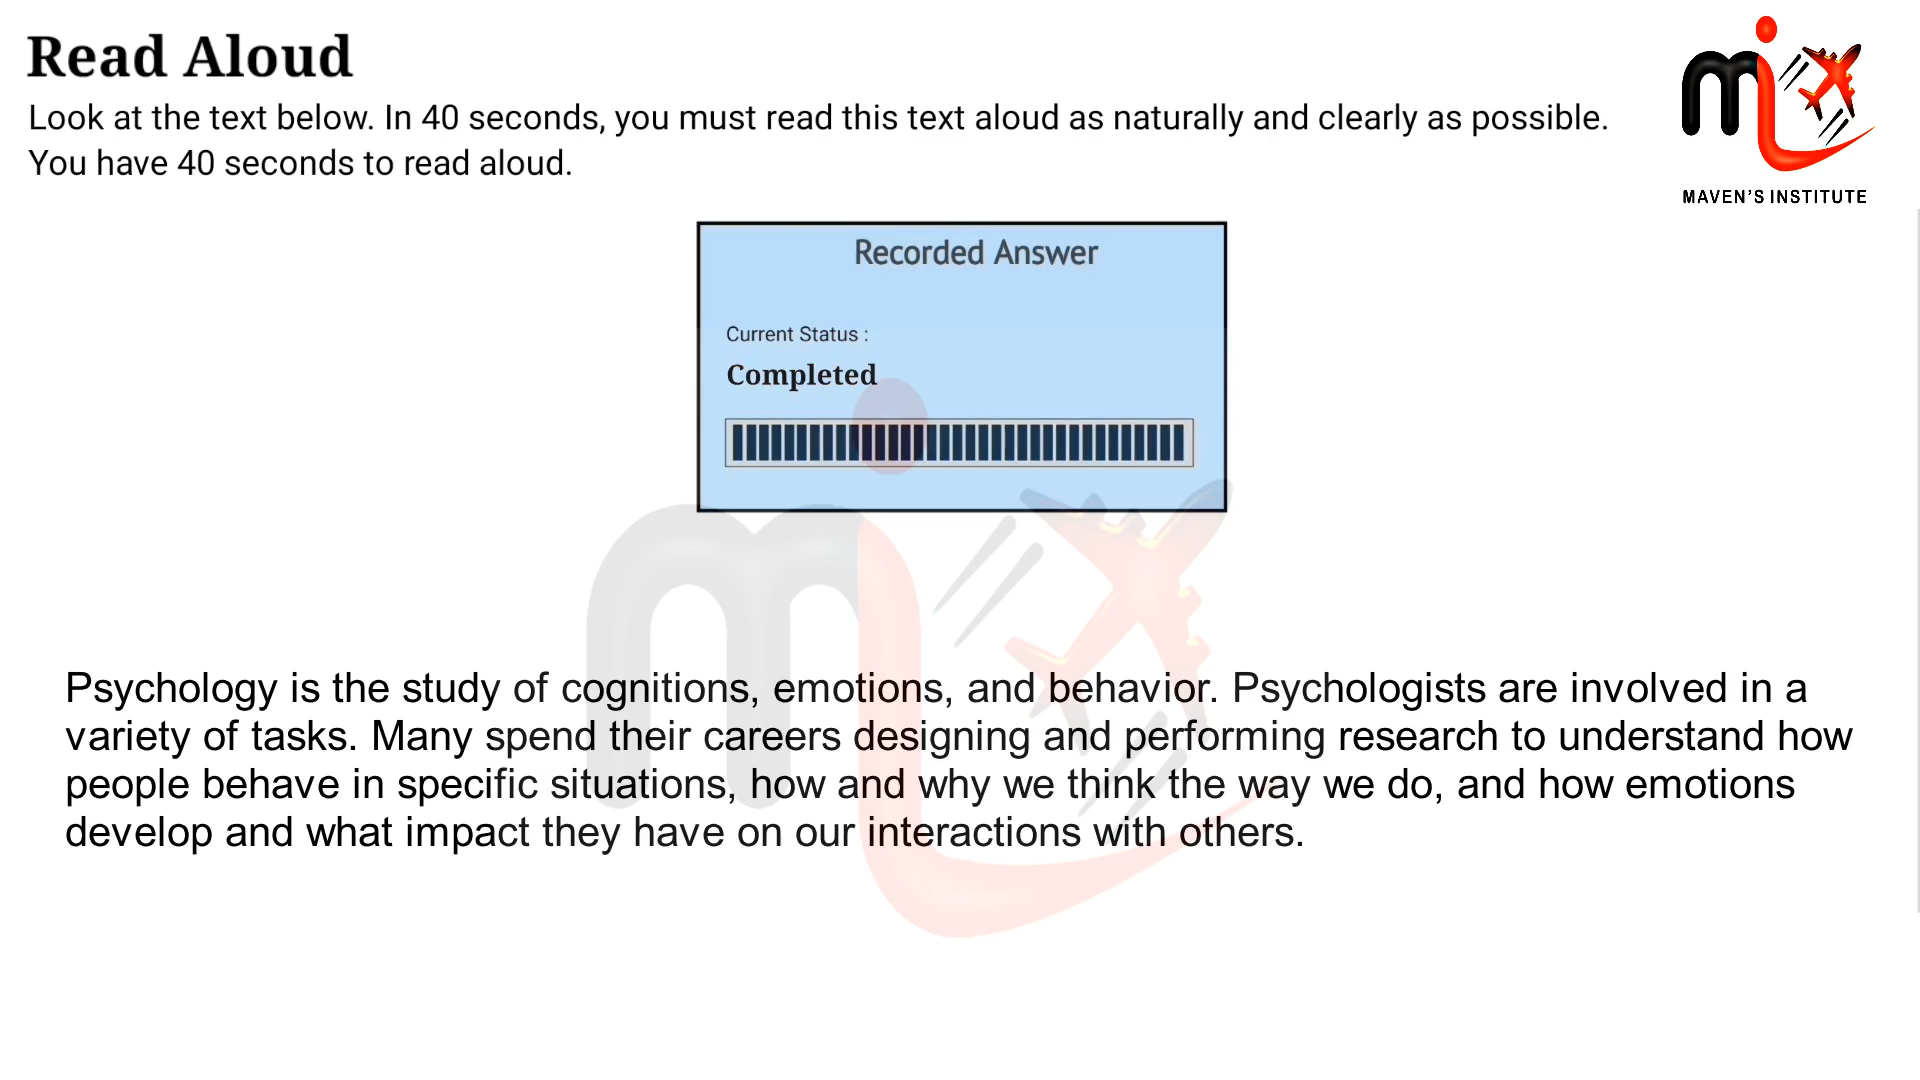 Read Aloud
Look at the text below. In 40 seconds, you must read this text aloud as naturally and clearly as possible.
You have 40 seconds to read aloud.
MAVEN'S INSTITUTE
Recorded Answer
Current Status :
Completed
Psychology is the study of cognitions, emotions, and behavior. Psychologists are involved in a
variety of tasks. Many spend their careers designing and performing research to understand how
people behave in specific situations, how and why we think the way we do, and how emotions
develop and what impact they have on our interactions with others.